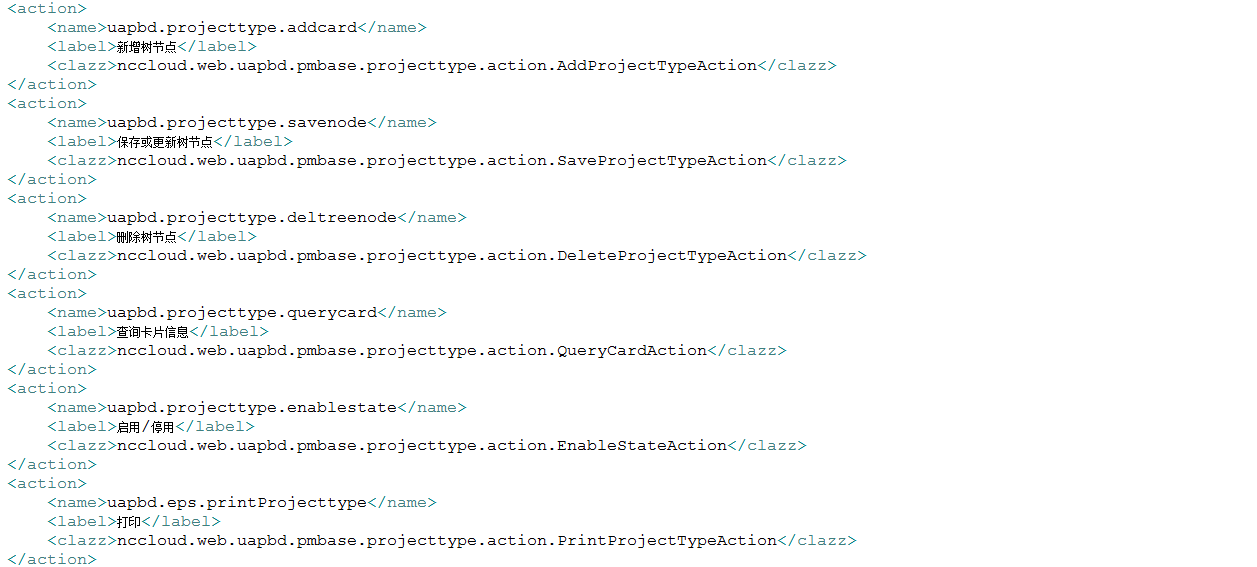 <action>
<name>uapbd.projecttype.addcard</name>
<label>新增树节点</label>
<clazz>nccloud.web.uapbd.pmbase.projecttype.action.AddProjectTypeAction</clazz>
</action>
<action>
<name>uapbd.projecttype.savenode</name>
<label>保存或更新树节点</label>
<clazz>nccloud.web.uapbd.pmbase.projecttype.action.SaveProjectTypeAction</clazz>
</action>
<action>
<name>uapbd.projecttype.deltreenode</name>
<label>删除树节点</label>
<clazz>nccloud.web.uapbd.pmbase.projecttype.action.DeleteProjectTypeAction</clazz>
</action>
<action>
<name>uapbd.projecttype.querycard</name>
<label>查询卡片信息</label>
<clazz>nccloud.web.uapbd.pmbase.projecttype.action.QueryCardAction</clazz>
</action>
<action>
<name>uapbd.projecttype.enablestate</name>
<label>启用/停用</label>
<clazz>nccloud.web.uapbd.pmbase.projecttype.action.EnableStateAction</clazz>
</action>
<action>
<name>uapbd.eps.printProjecttype</name>
<label>打印</label>
<clazz>nccloud.web.uapbd.pmbase.projecttype.action.PrintProjectTypeAction</clazz>
</action>